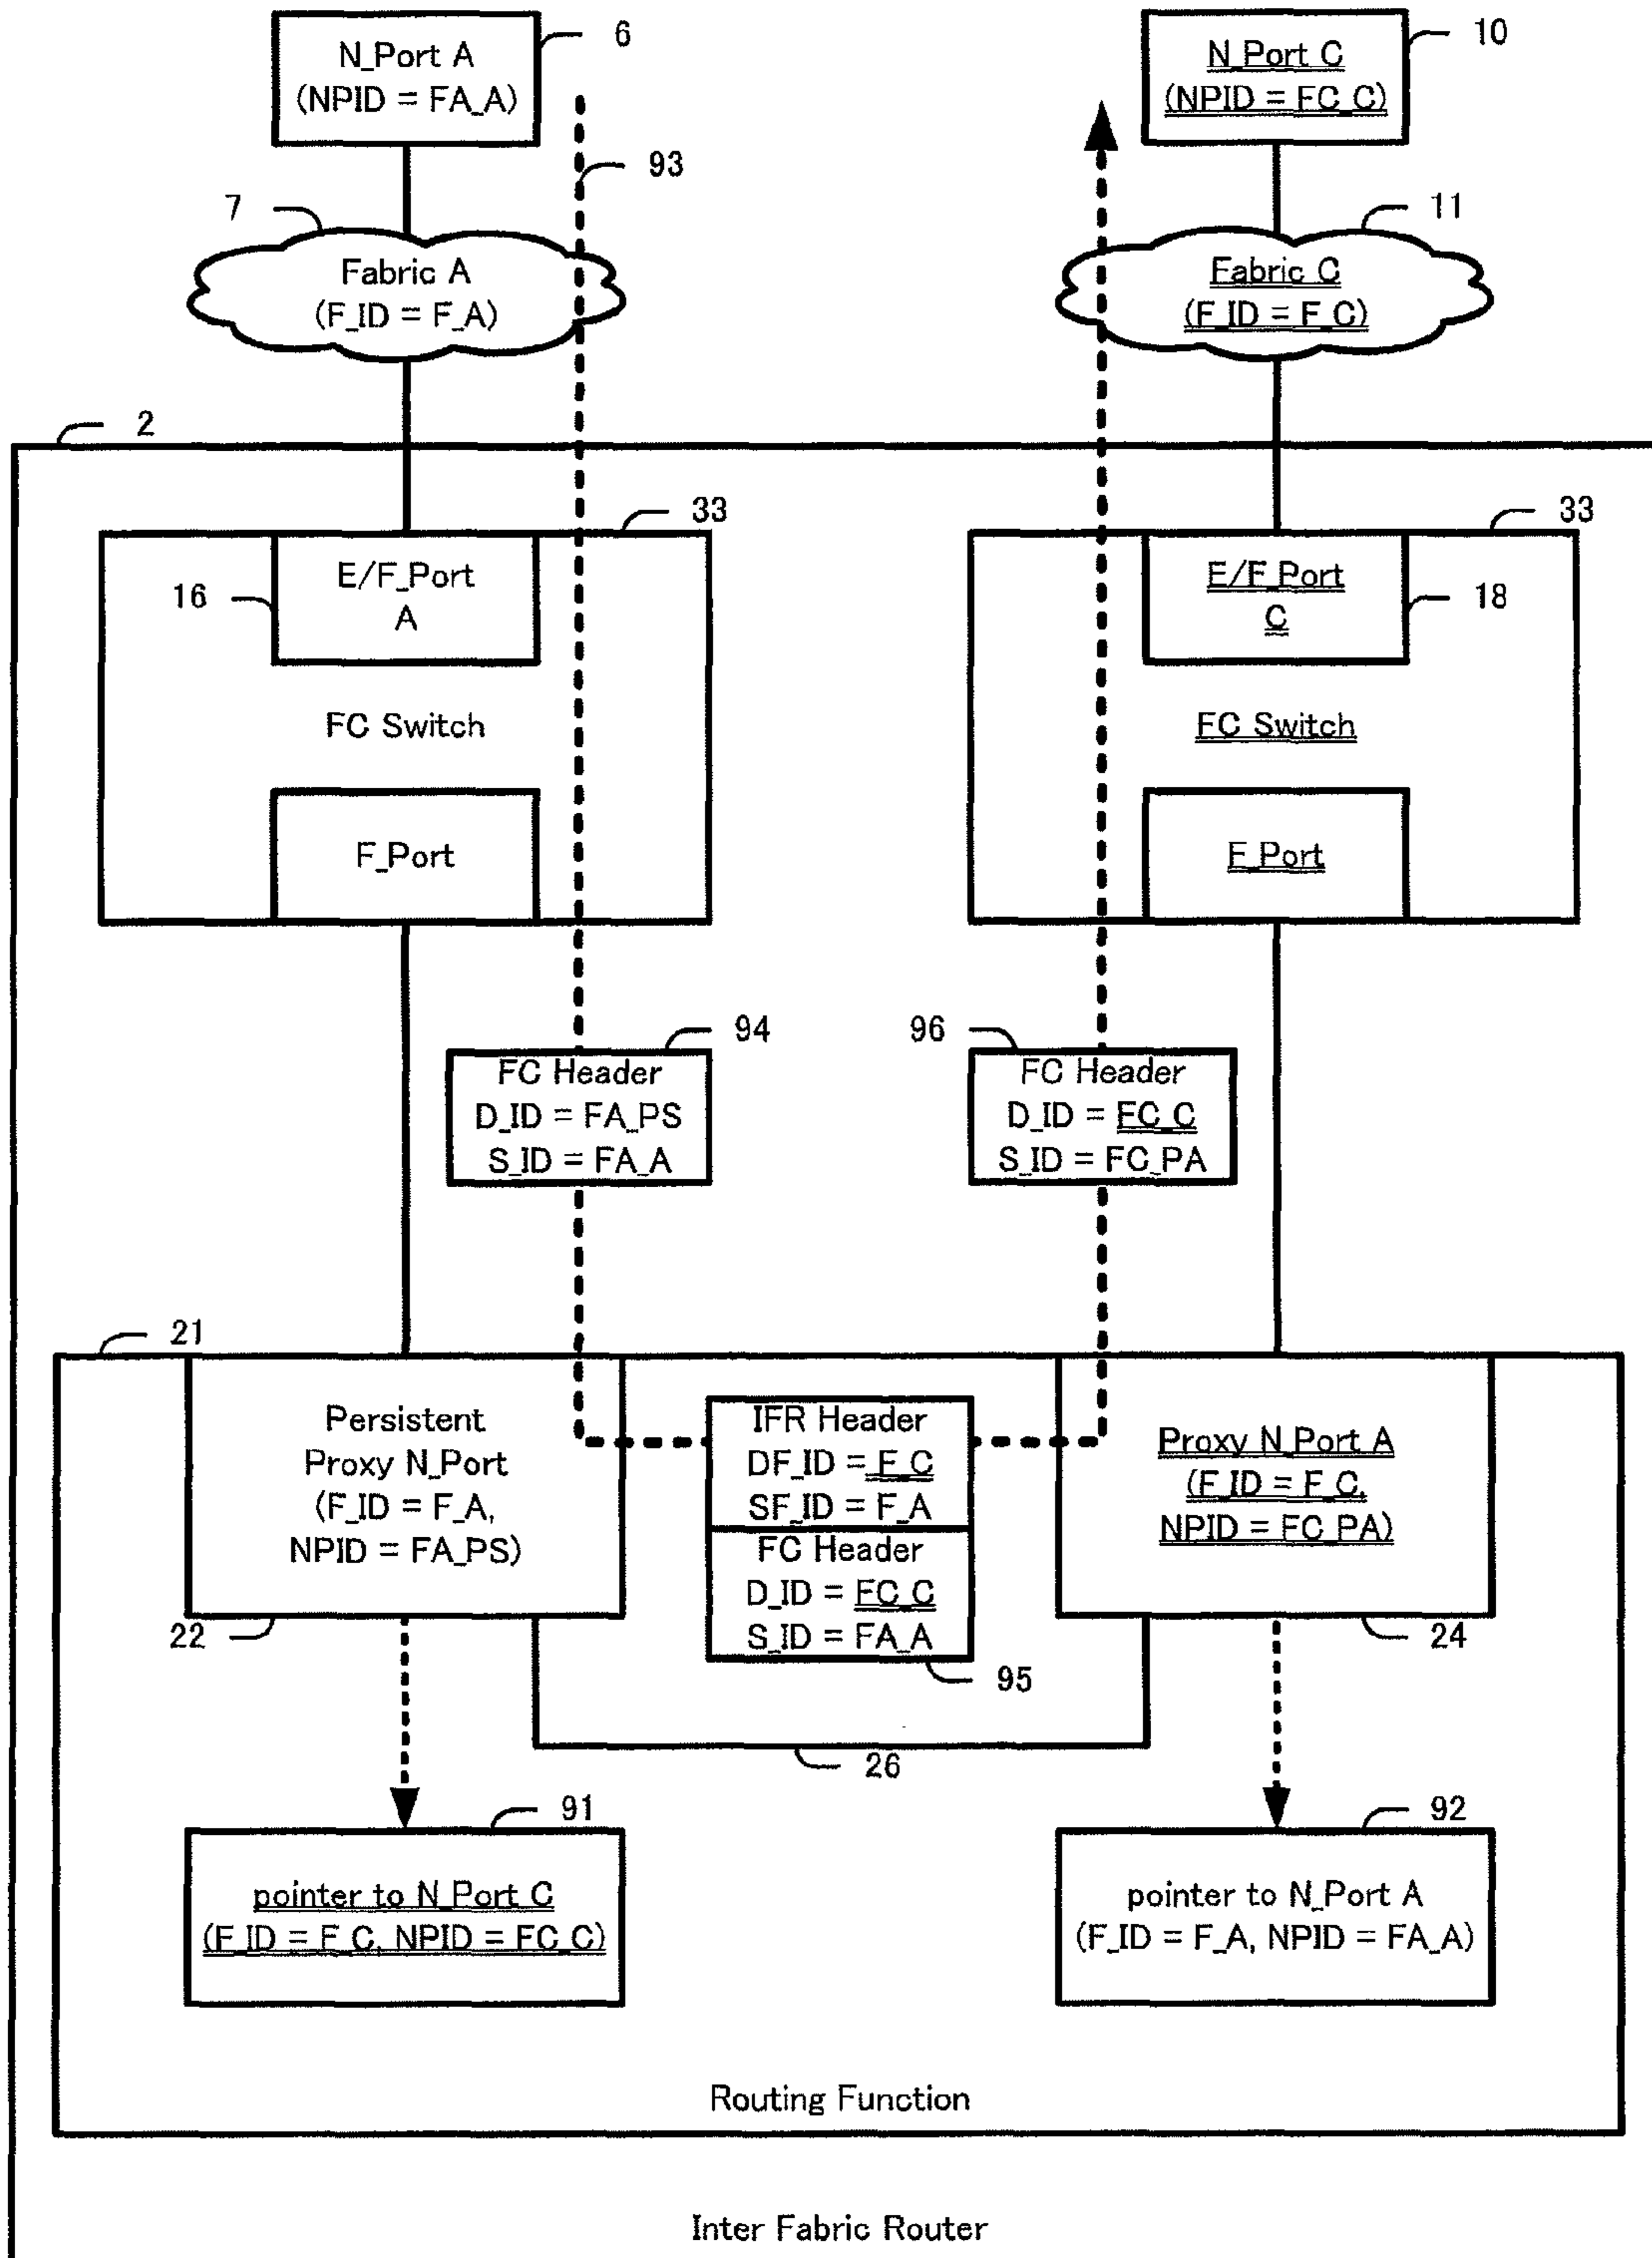 N_Port A
(NPID = FA_A)
6
N_Port C
(NPID = FC_C)
10
93
7
Fabric A
(F_ID = F_A)
11
Fabric C
(F_ID = F_C)
2
33
E/F_Port
A
16
FC Switch
F_Port
33
E/F_Port
C
18
FC Switch
F_Port
94
FC Header
D_ID = FA_PS
S_ID = FA_A
96
FC Header
D_ID = FC_C
S_ID = FC_PA
21
Persistent
Proxy N_Port
(F_ID = F_A,
NPID = FA_PS)
22
IFR Header
DF_ID = F_C
SF_ID = F_A
FC Header
D_ID = FC_C
S_ID = FA_A
95
Proxy N_Port A
(F_ID = F_C,
NPID = FC_PA)
24
26
91
pointer to N_Port C
(F_ID = F_C, NPID = FC_C)
92
pointer to N_Port A
(F_ID = F_A, NPID = FA_A)
Routing Function
Inter Fabric Router